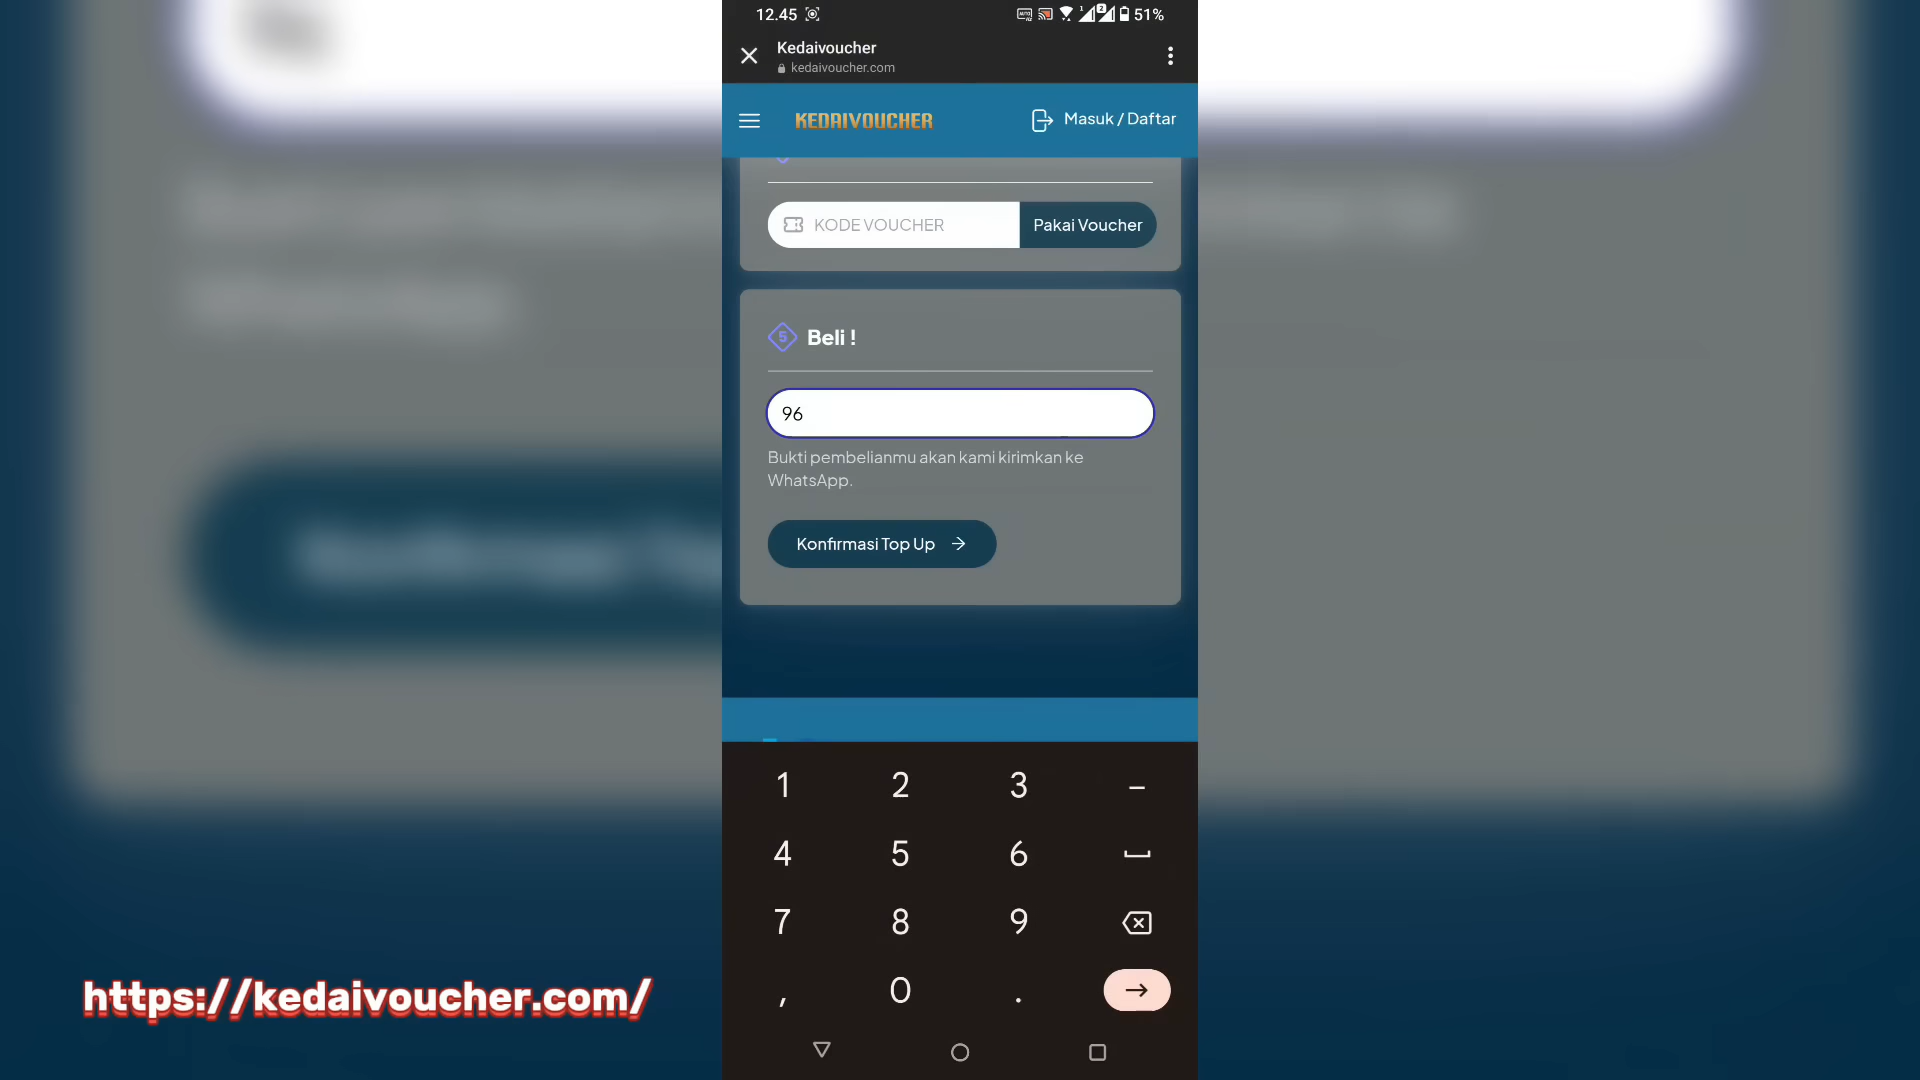 12.45
51%
Kedaivoucher
kedaivoucher.com
KEDAIVOUCHER
Masuk / Daftar
KODE VOUCHER
Pakai Voucher
5
Beli !
96
Bukti pembelianmu akan kami kirimkan ke
WhatsApp.
Konfirmasi Top Up
1 2 3 –
4 5 6
7 8 9
, 0 .
https://kedaivoucher.com/